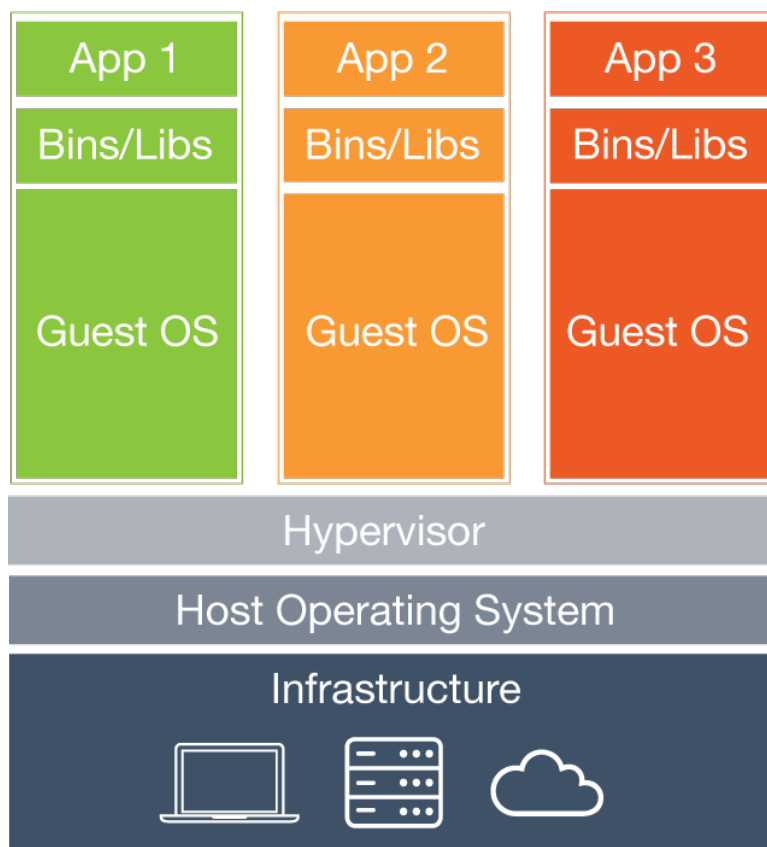 App 1
App 2
App 3
Bins/Libs
Bins/Libs
Bins/Libs
Guest OS
Guest OS
Guest OS
Hypervisor
Host Operating System
Infrastructure